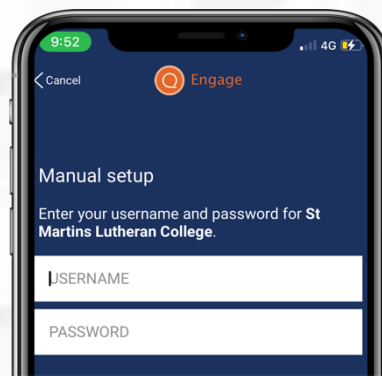 9:52
4G
Cancel
Engage
Manual setup
Enter your username and password for St
Martins Lutheran College.
USERNAME
PASSWORD